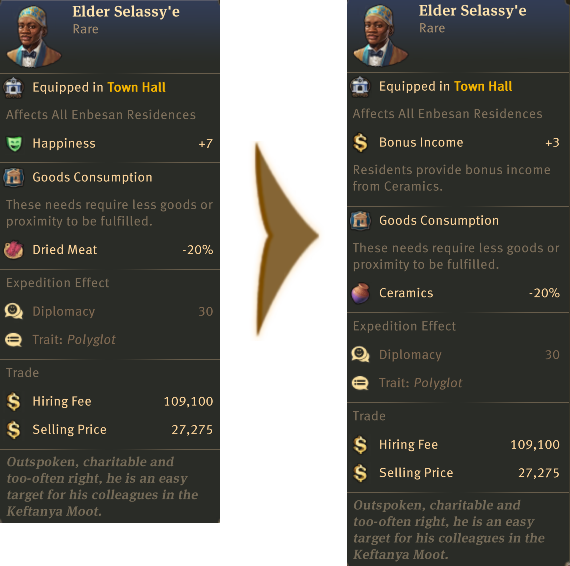 Elder Selassy'e
Rare
Equipped in Town Hall
Affects All Enbesan Residences
Happiness +7
Goods Consumption
These needs require less goods or
proximity to be fulfilled.
Dried Meat -20%
Expedition Effect
Diplomacy 30
Trait: Polyglot
Trade
Hiring Fee 109,100
Selling Price 27,275
Outspoken, charitable and
too-often right, he is an easy
target for his colleagues in the
Keftanya Moot.
Elder Selassy'e
Rare
Equipped in Town Hall
Affects All Enbesan Residences
Bonus Income +3
Residents provide bonus income
from Ceramics.
Goods Consumption
These needs require less goods or
proximity to be fulfilled.
Ceramics -20%
Expedition Effect
Diplomacy 30
Trait: Polyglot
Trade
Hiring Fee 109,100
Selling Price 27,275
Outspoken, charitable and
too-often right, he is an easy
target for his colleagues in the
Keftanya Moot.